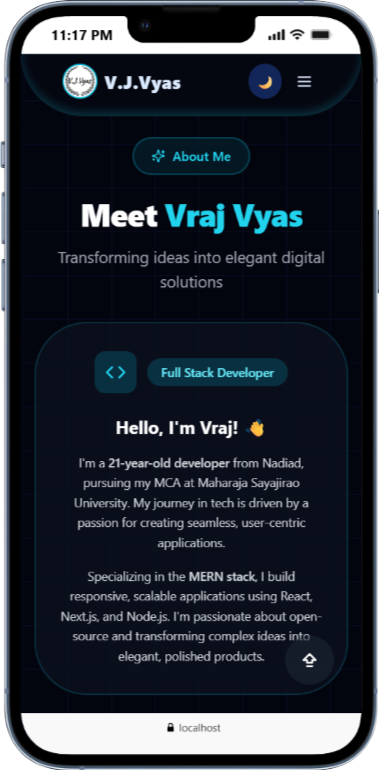 11:17 PM
V.J.Vyas
About Me
Meet Vraj Vyas
Transforming ideas into elegant digital
solutions
Full Stack Developer
Hello, I'm Vraj! 👋
I'm a 21-year-old developer from Nadiad,
pursuing my MCA at Maharaja Sayajirao
University. My journey in tech is driven by a
passion for creating seamless, user-centric
applications.
Specializing in the MERN stack, I build
responsive, scalable applications using React,
Next.js, and Node.js. I'm passionate about open-
source and transforming complex ideas into
elegant, polished products.
localhost